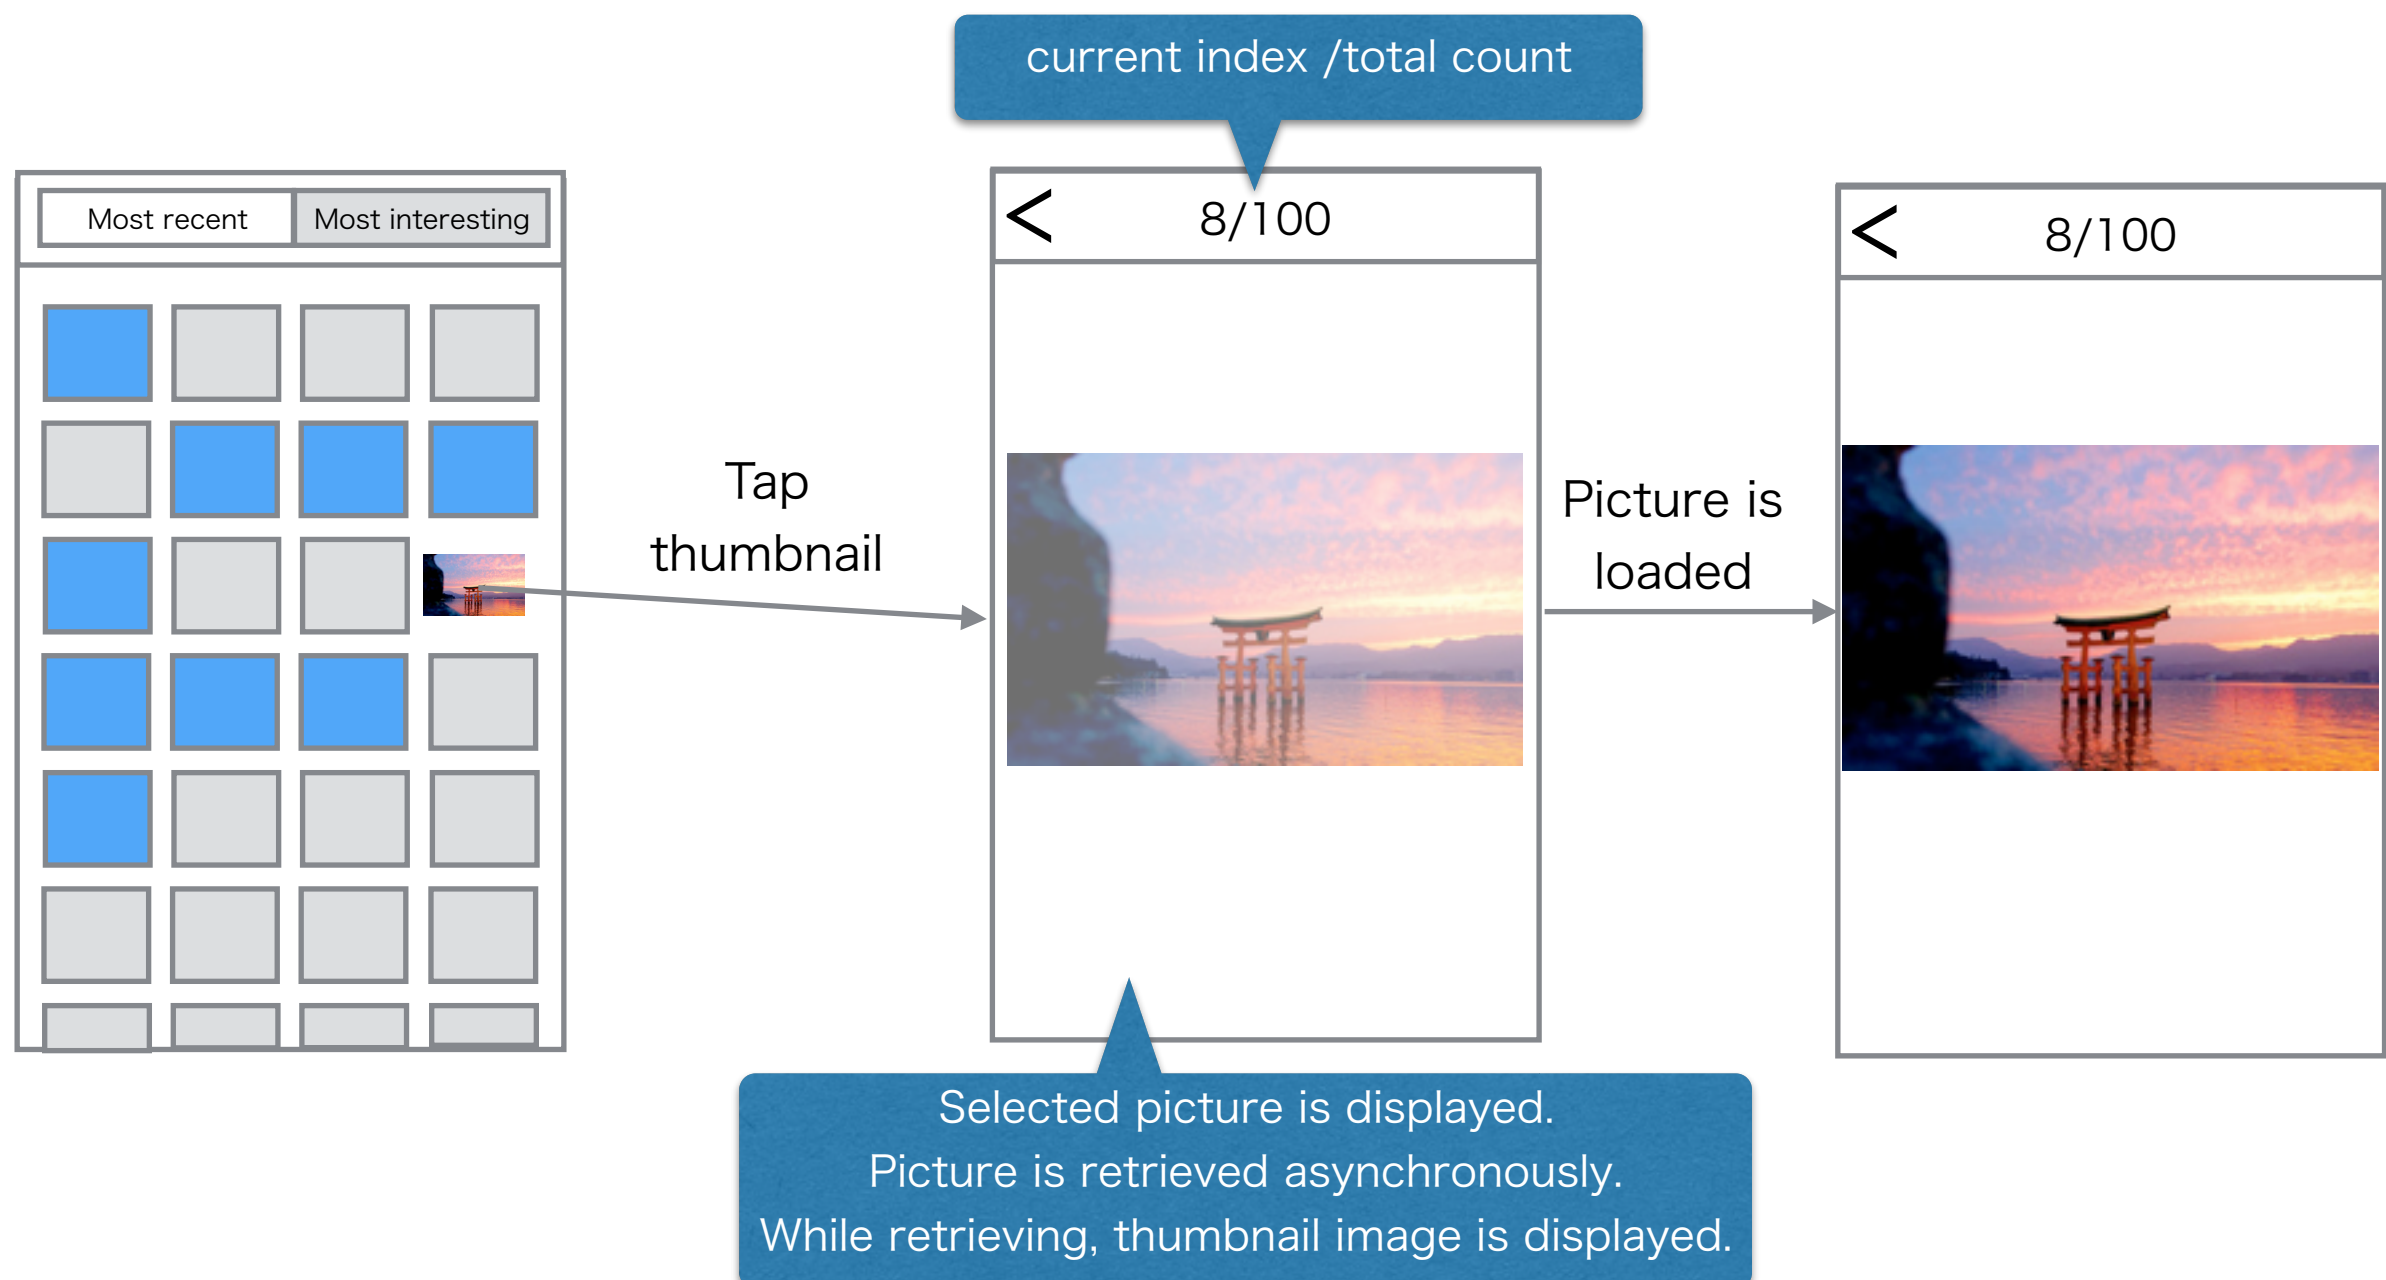 current index /total count
Most recent
Most interesting
<
8/100
<
8/100
Tap
thumbnail
Picture is
loaded
Selected picture is displayed.
Picture is retrieved asynchronously.
While retrieving, thumbnail image is displayed.